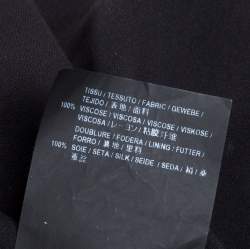 TISSU / TESSUTO / FABRIC / GEWEBE /
TEJIDO / 表地 / 面料
100% VISCOSE / VISCOSA / VISCOSE / VISKOSE /
VISCOSA / レーヨン / 粘胶纤维
DOUBLURE / FODERA / LINING / FUTTER /
FORRO / 裏地 / 里料
100% SOIE / SETA / SILK / SEIDE / SEDA / 絹 / 桑
蚕丝